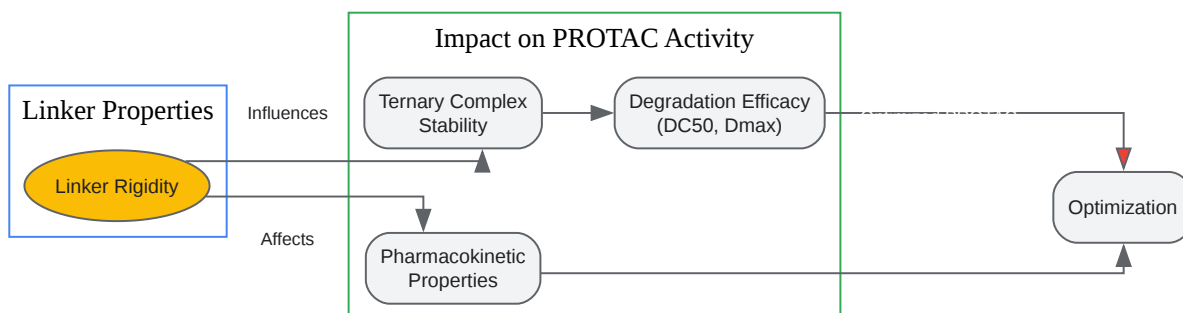 Impact on PROTAC Activity
Linker Properties
Influences
Ternary Complex
Stability
Degradation Efficacy
(DC50, Dmax)
Linker Rigidity
Optimization
Affects
Pharmacokinetic
Properties